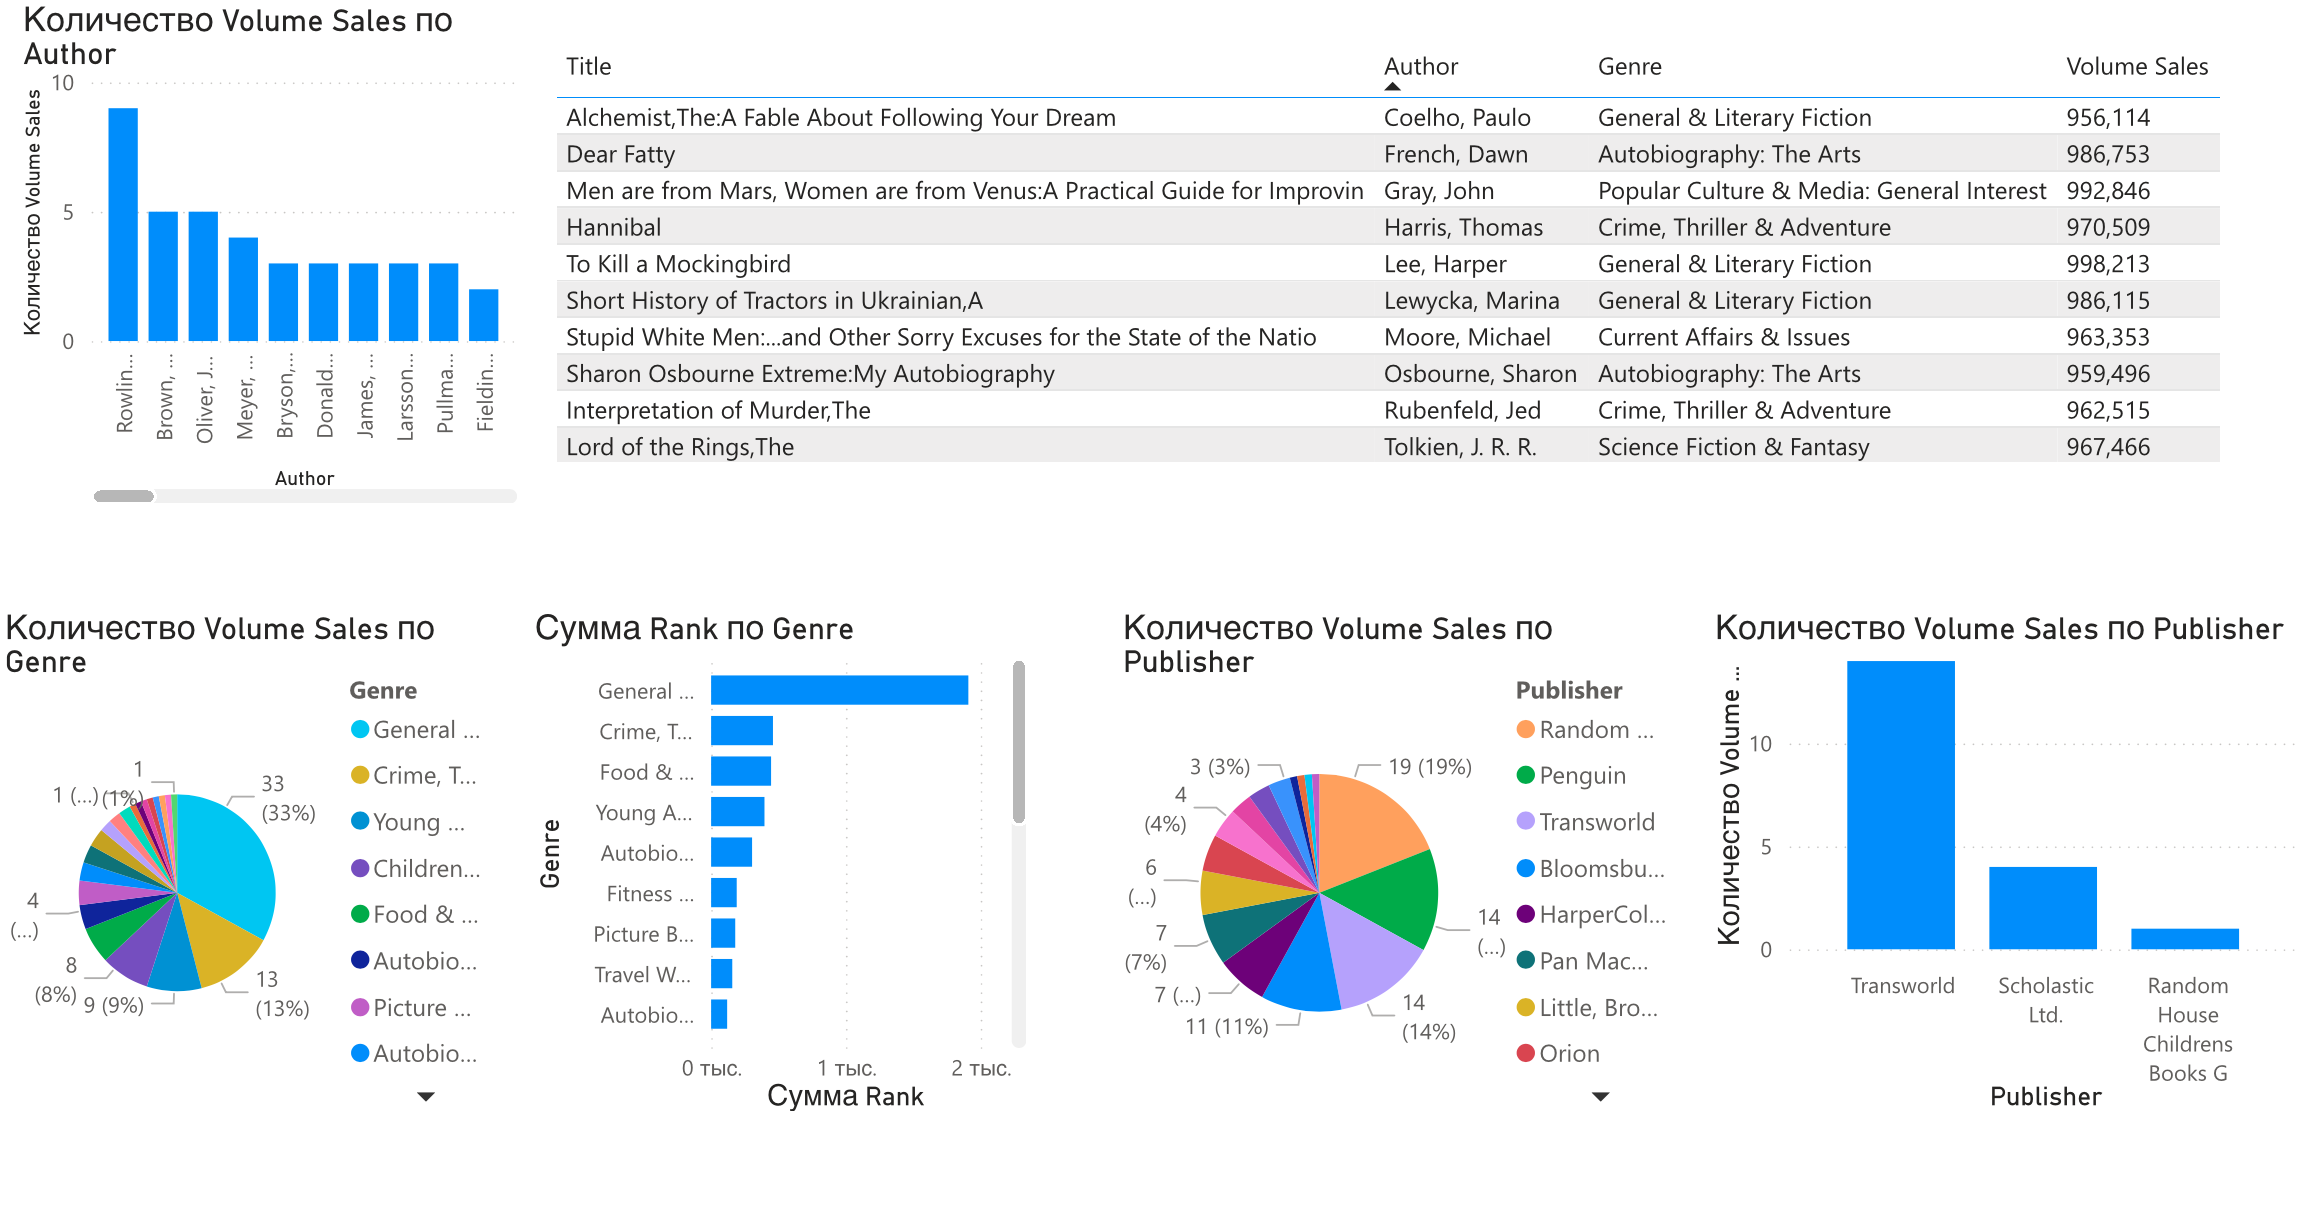 Количество Volume Sales по
Author
Количество Volume Sales
10
5
0
Rowlin...
Brown, ...
Oliver, J...
Meyer, ...
Bryson,...
Donald...
James, ...
Larsson...
Pullma...
Fieldin...
Author
Title Author Genre Volume Sales
Alchemist,The:A Fable About Following Your Dream Coelho, Paulo General & Literary Fiction 956,114
Dear Fatty French, Dawn Autobiography: The Arts 986,753
Men are from Mars, Women are from Venus:A Practical Guide for Improvin Gray, John Popular Culture & Media: General Interest 992,846
Hannibal Harris, Thomas Crime, Thriller & Adventure 970,509
To Kill a Mockingbird Lee, Harper General & Literary Fiction 998,213
Short History of Tractors in Ukrainian,A Lewycka, Marina General & Literary Fiction 986,115
Stupid White Men:...and Other Sorry Excuses for the State of the Natio Moore, Michael Current Affairs & Issues 963,353
Sharon Osbourne Extreme:My Autobiography Osbourne, Sharon Autobiography: The Arts 959,496
Interpretation of Murder,The Rubenfeld, Jed Crime, Thriller & Adventure 962,515
Lord of the Rings,The Tolkien, J. R. R. Science Fiction & Fantasy 967,466
Количество Volume Sales по
Genre
1
(1%)
1 (...)
33
(33%)
4
(...)
8
(8%)
9 (9%)
13
(13%)
Genre
General ...
Crime, T...
Young ...
Children...
Food & ...
Autobio...
Picture ...
Autobio...
Сумма Rank по Genre
Genre
General ...
Crime, T...
Food & ...
Young A...
Autobio...
Fitness ...
Picture B...
Travel W...
Autobio...
0 тыс.
1 тыс.
2 тыс.
Сумма Rank
Количество Volume Sales по
Publisher
3 (3%)
19 (19%)
4
(4%)
6
(...)
7
(7%)
7 (...)
11 (11%)
14
(14%)
14
(...)
Publisher
Random ...
Penguin
Transworld
Bloomsbu...
HarperCol...
Pan Mac...
Little, Bro...
Orion
Количество Volume Sales по Publisher
Количество Volume ...
10
5
0
Transworld
Scholastic
Ltd.
Random
House
Childrens
Books G
Publisher